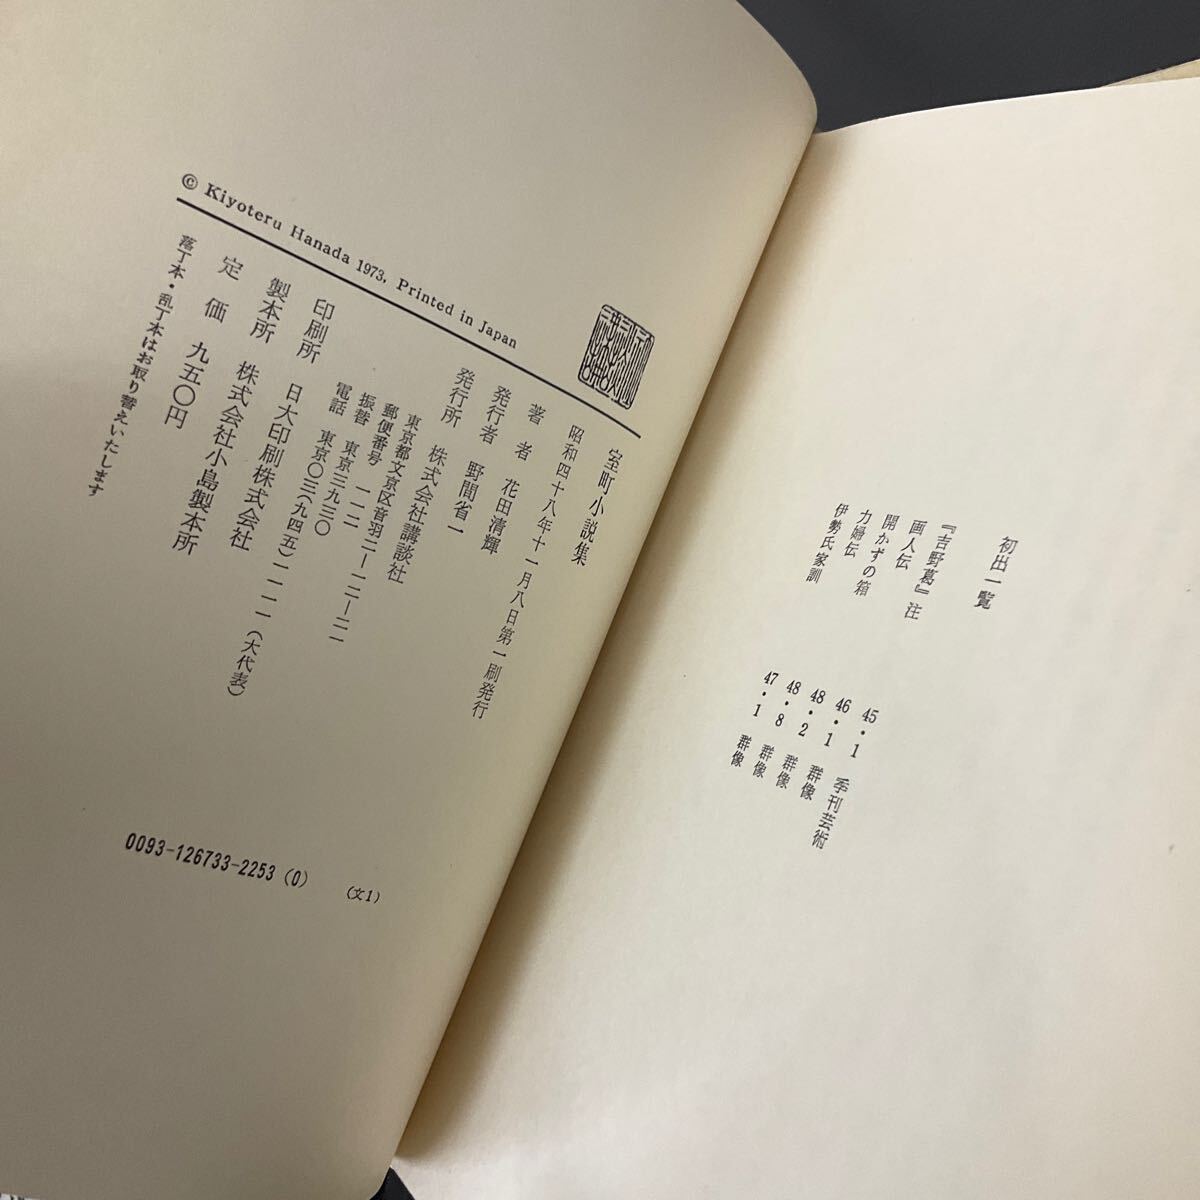 初出一覧
『吉野葛』注 45・1 季刊芸術
画人伝 46・1 群像
開かずの箱 48・2 群像
力婦伝 48・8 群像
伊勢氏家訓 47・1 群像
室町小説集
昭和四十八年十一月八日第一刷発行
著者 花田清輝
発行者 野間省一
発行所 株式会社講談社
東京都文京区音羽二—一二—二一
郵便番号 一一二
振替 東京三九三〇
電話 東京〇三(九四五)一一一一(大代表)
印刷所 日大印刷株式会社
製本所 株式会社小島製本所
定価 九五〇円
落丁本・乱丁本はお取り替えいたします
© Kiyoteru Hanada 1973, Printed in Japan
0093-126733-2253 (0)
(文1)